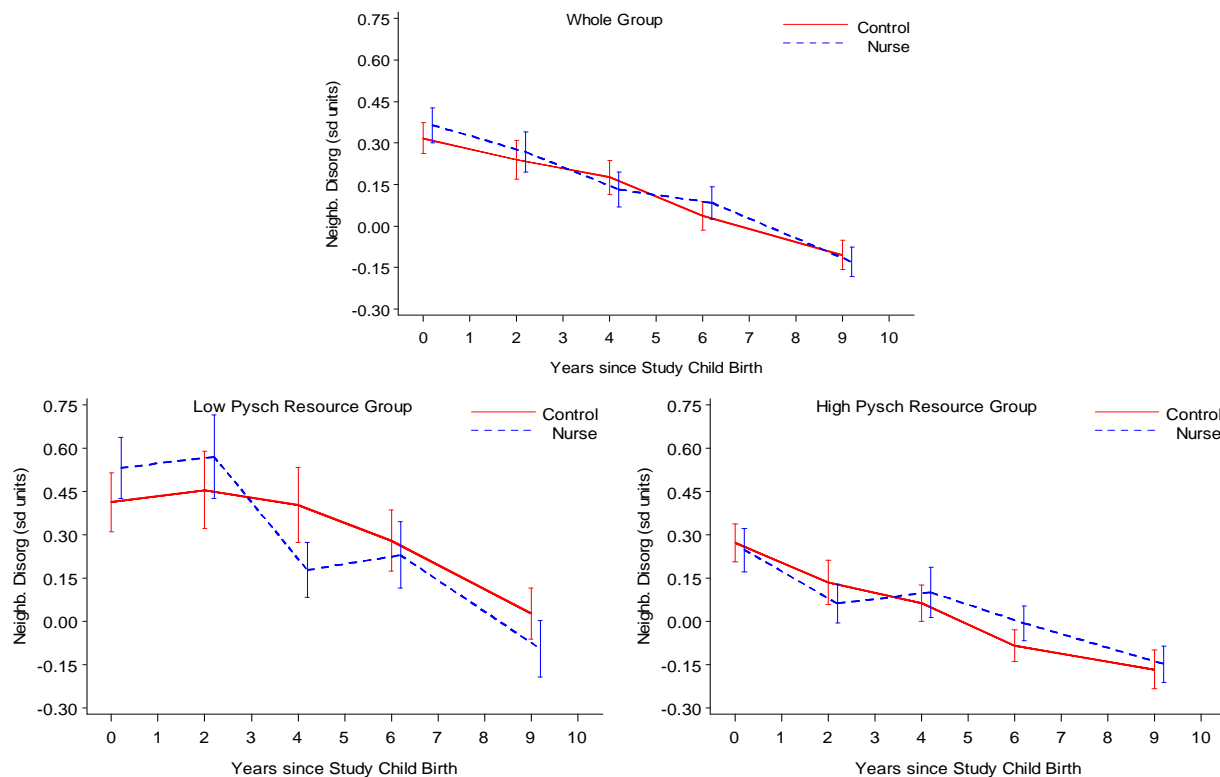 Whole Group
Control
Nurse
Neighb. Disorg (sd units)
0.75
0.60
0.45
0.30
0.15
0.00
-0.15
-0.30
0 1 2 3 4 5 6 7 8 9 10
Years since Study Child Birth
Low Pysch Resource Group
Control
Nurse
Neighb. Disorg (sd units)
0.75
0.60
0.45
0.30
0.15
0.00
-0.15
-0.30
0 1 2 3 4 5 6 7 8 9 10
Years since Study Child Birth
High Pysch Resource Group
Control
Nurse
Neighb. Disorg (sd units)
0.75
0.60
0.45
0.30
0.15
0.00
-0.15
-0.30
0 1 2 3 4 5 6 7 8 9 10
Years since Study Child Birth